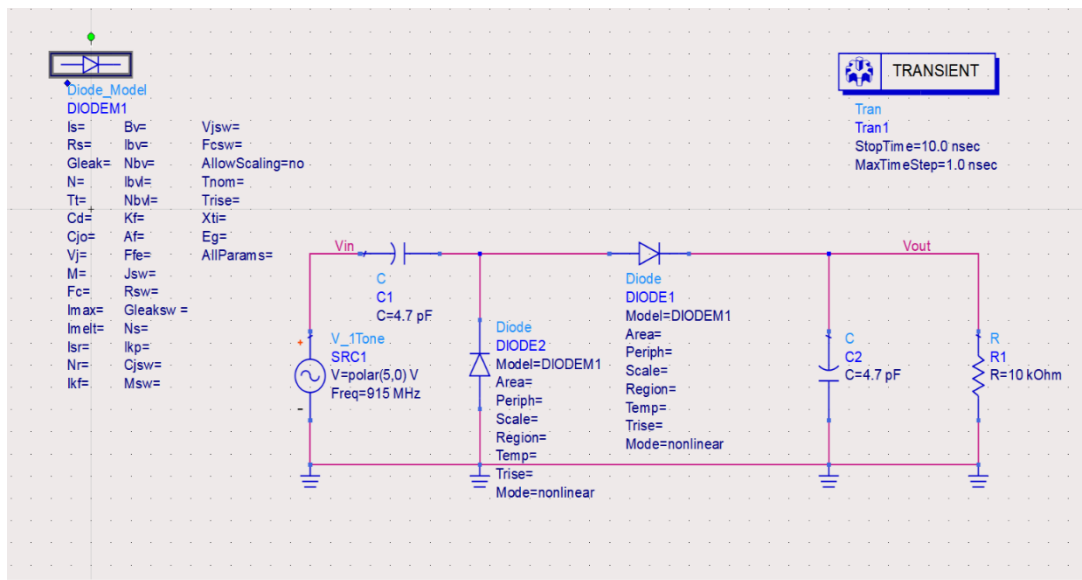 Diode_Model
DIODEM1
Is=
Rs=
Gleak=
N=
Tt=
Cd=
Cjo=
Vj=
M=
Fc=
Imax=
Imelt=
Isr=
Nr=
Ikf=
Bv=
Ibv=
Nbv=
Ibvl=
Nbvl=
Kf=
Af=
Ffe=
Jsw=
Rsw=
Gleaksw=
Ns=
Ikp=
Cjsw=
Msw=
Vjsw=
Fcsw=
AllowScaling=no
Tnom=
Trise=
Xti=
Eg=
AllParams=
TRANSIENT
Tran
Tran1
StopTime=10.0 nsec
MaxTimeStep=1.0 nsec
Vin
C
C1
C=4.7 pF
V_1Tone
SRC1
V=polar(5,0) V
Freq=915 MHz
+
-
Diode
DIODE2
Model=DIODEM1
Area=
Periph=
Scale=
Region=
Temp=
Trise=
Mode=nonlinear
Diode
DIODE1
Model=DIODEM1
Area=
Periph=
Scale=
Region=
Temp=
Trise=
Mode=nonlinear
Vout
C
C2
C=4.7 pF
R
R1
R=10 kOhm